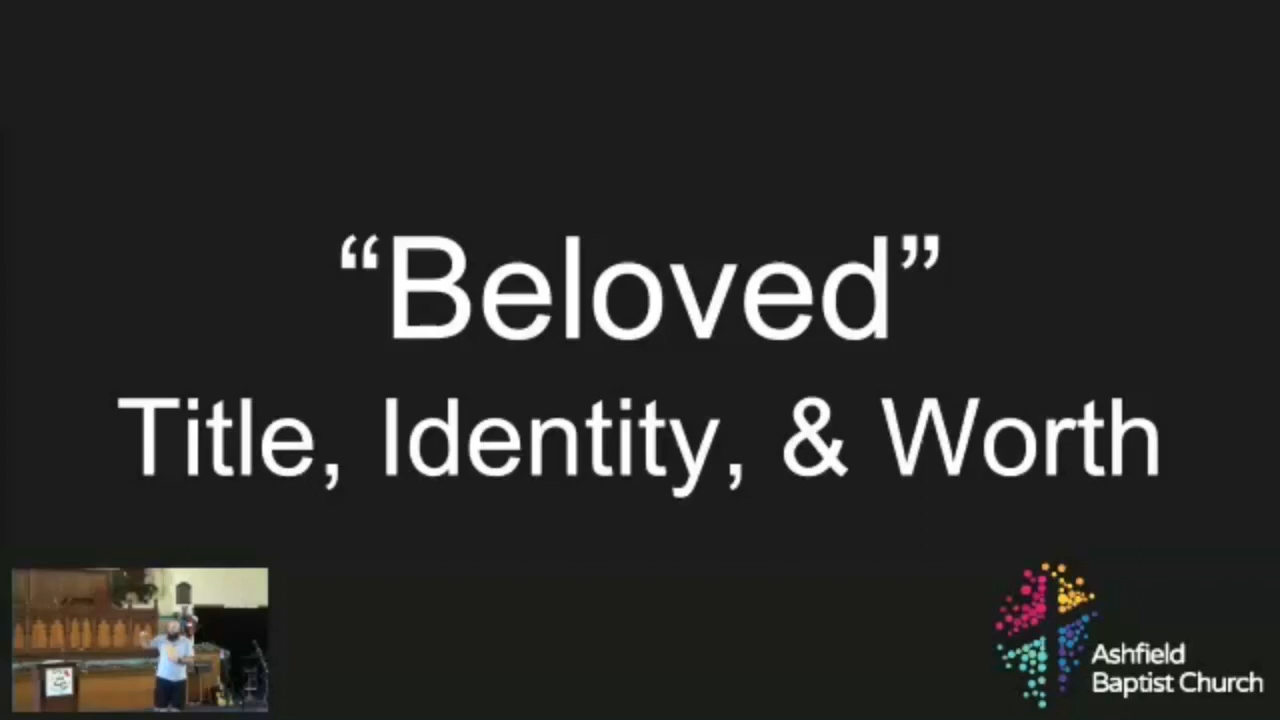 “Beloved”
Title, Identity, & Worth
Ashfield
Baptist Church